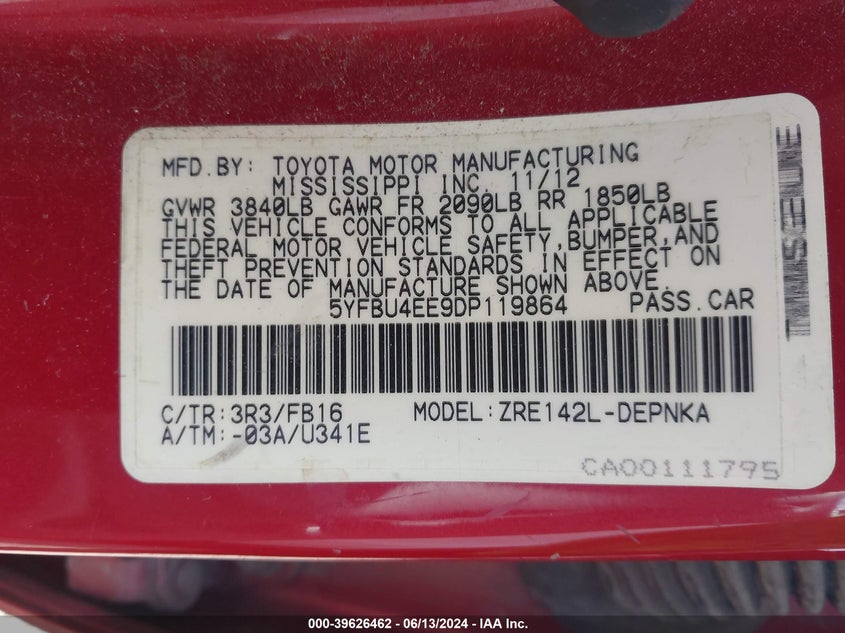 MFD.BY: TOYOTA MOTOR MANUFACTURING
MISSISSIPPI INC. 11/12
GVWR 3840LB GAWR FR 2090LB RR 1850LB
THIS VEHICLE CONFORMS TO ALL APPLICABLE
FEDERAL MOTOR VEHICLE SAFETY,BUMPER,AND
THEFT PREVENTION STANDARDS IN EFFECT ON
THE DATE OF MANUFACTURE SHOWN ABOVE.
5YFBU4EE9DP119864 PASS.CAR
C/TR:3R3/FB16 MODEL:ZRE142L-DEPNKA
A/TM:-03A/U341E
CA00111795
000-39626462 - 06/13/2024 - IAA Inc.